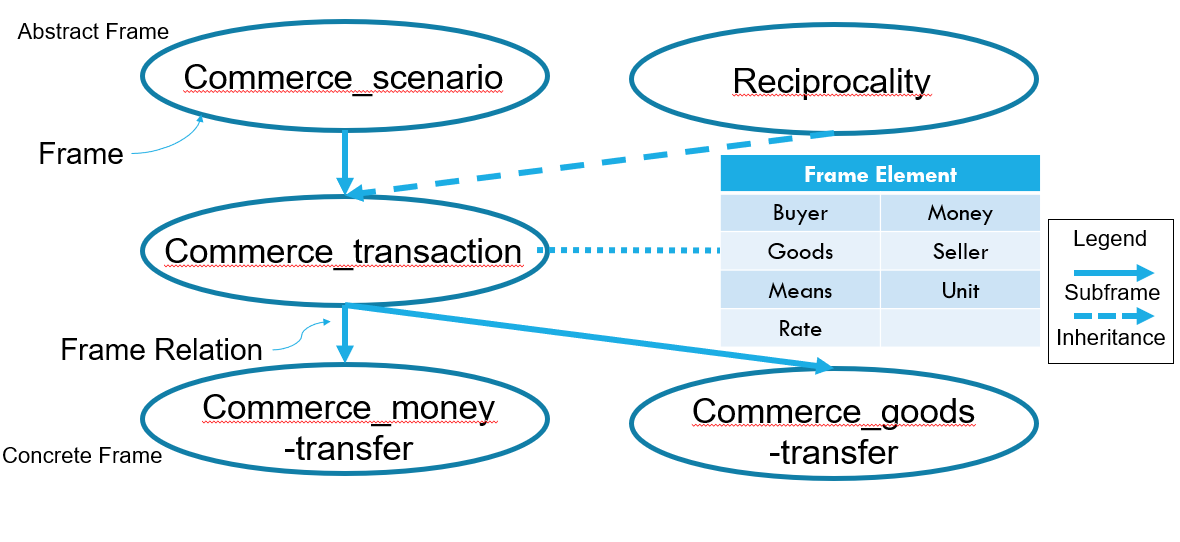 Abstract Frame
Commerce_scenario
Reciprocality
Frame
Frame Element
Buyer Money
Goods Seller
Means Unit
Rate
Commerce_transaction
Legend
Subframe
Inheritance
Frame Relation
Commerce_money
-transfer
Commerce_goods
-transfer
Concrete Frame